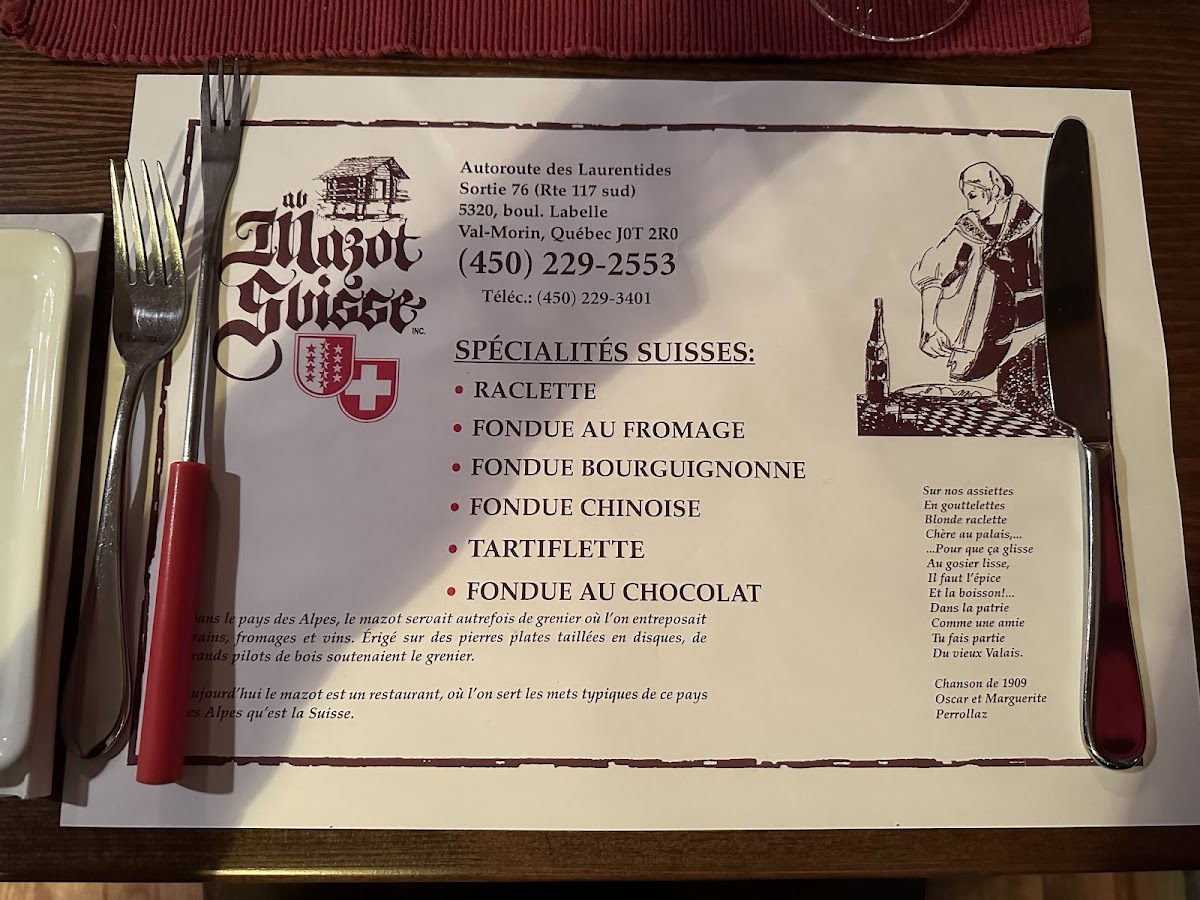 au
Mazot
Suisse
INC.
Autoroute des Laurentides
Sortie 76 (Rte 117 sud)
5320, boul. Labelle
Val-Morin, Québec J0T 2R0
(450) 229-2553
Téléc.: (450) 229-3401
SPÉCIALITÉS SUISSES:
• RACLETTE
• FONDUE AU FROMAGE
• FONDUE BOURGUIGNONNE
• FONDUE CHINOISE
• TARTIFLETTE
• FONDUE AU CHOCOLAT
le pays des Alpes, le mazot servait autrefois de grenier où l'on entreposait
fromages et vins. Érigé sur des pierres plates taillées en disques, de
pilots de bois soutenaient le grenier.
le mazot est un restaurant, où l'on sert les mets typiques de ce pays
Alpes qu'est la Suisse.
Sur nos assiettes
En gouttelettes
Blonde raclette
Chère au palais,...
...Pour que ça glisse
Au gosier lisse,
Il faut l'épice
Et la boisson!...
Dans la patrie
Comme une amie
Tu fais partie
Du vieux Valais.
Chanson de 1909
Oscar et Marguerite
Perrollaz